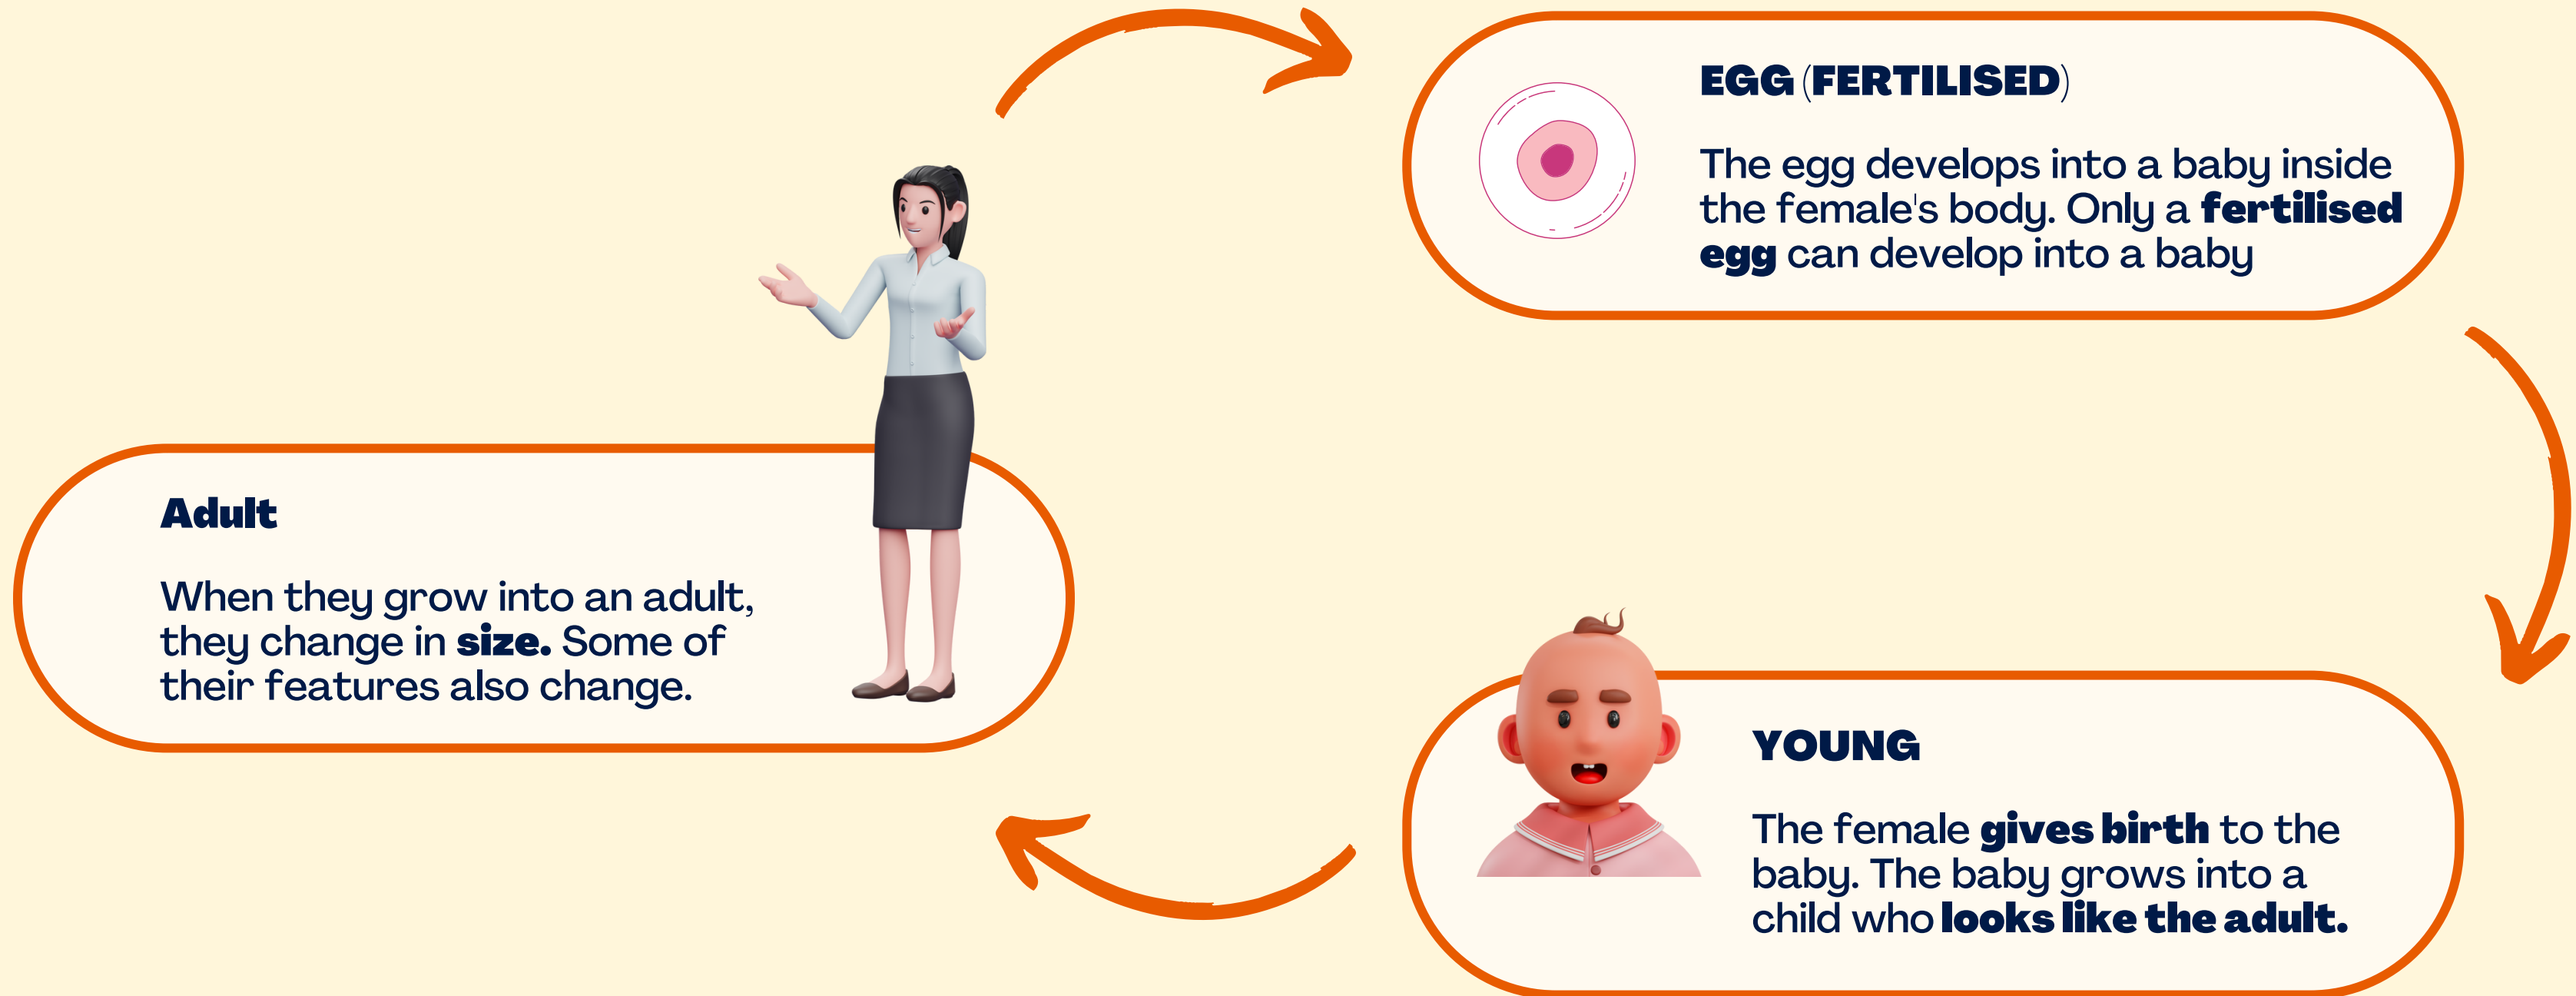 EGG (FERTILISED)
The egg develops into a baby inside
the female's body. Only a fertilised
egg can develop into a baby
Adult
When they grow into an adult,
they change in size. Some of
their features also change.
YOUNG
The female gives birth to the
baby. The baby grows into a
child who looks like the adult.